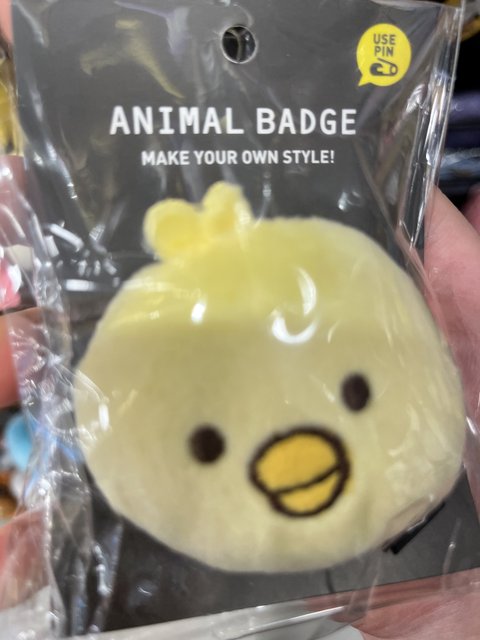 USE
PIN
ANIMAL BADGE
MAKE YOUR OWN STYLE!